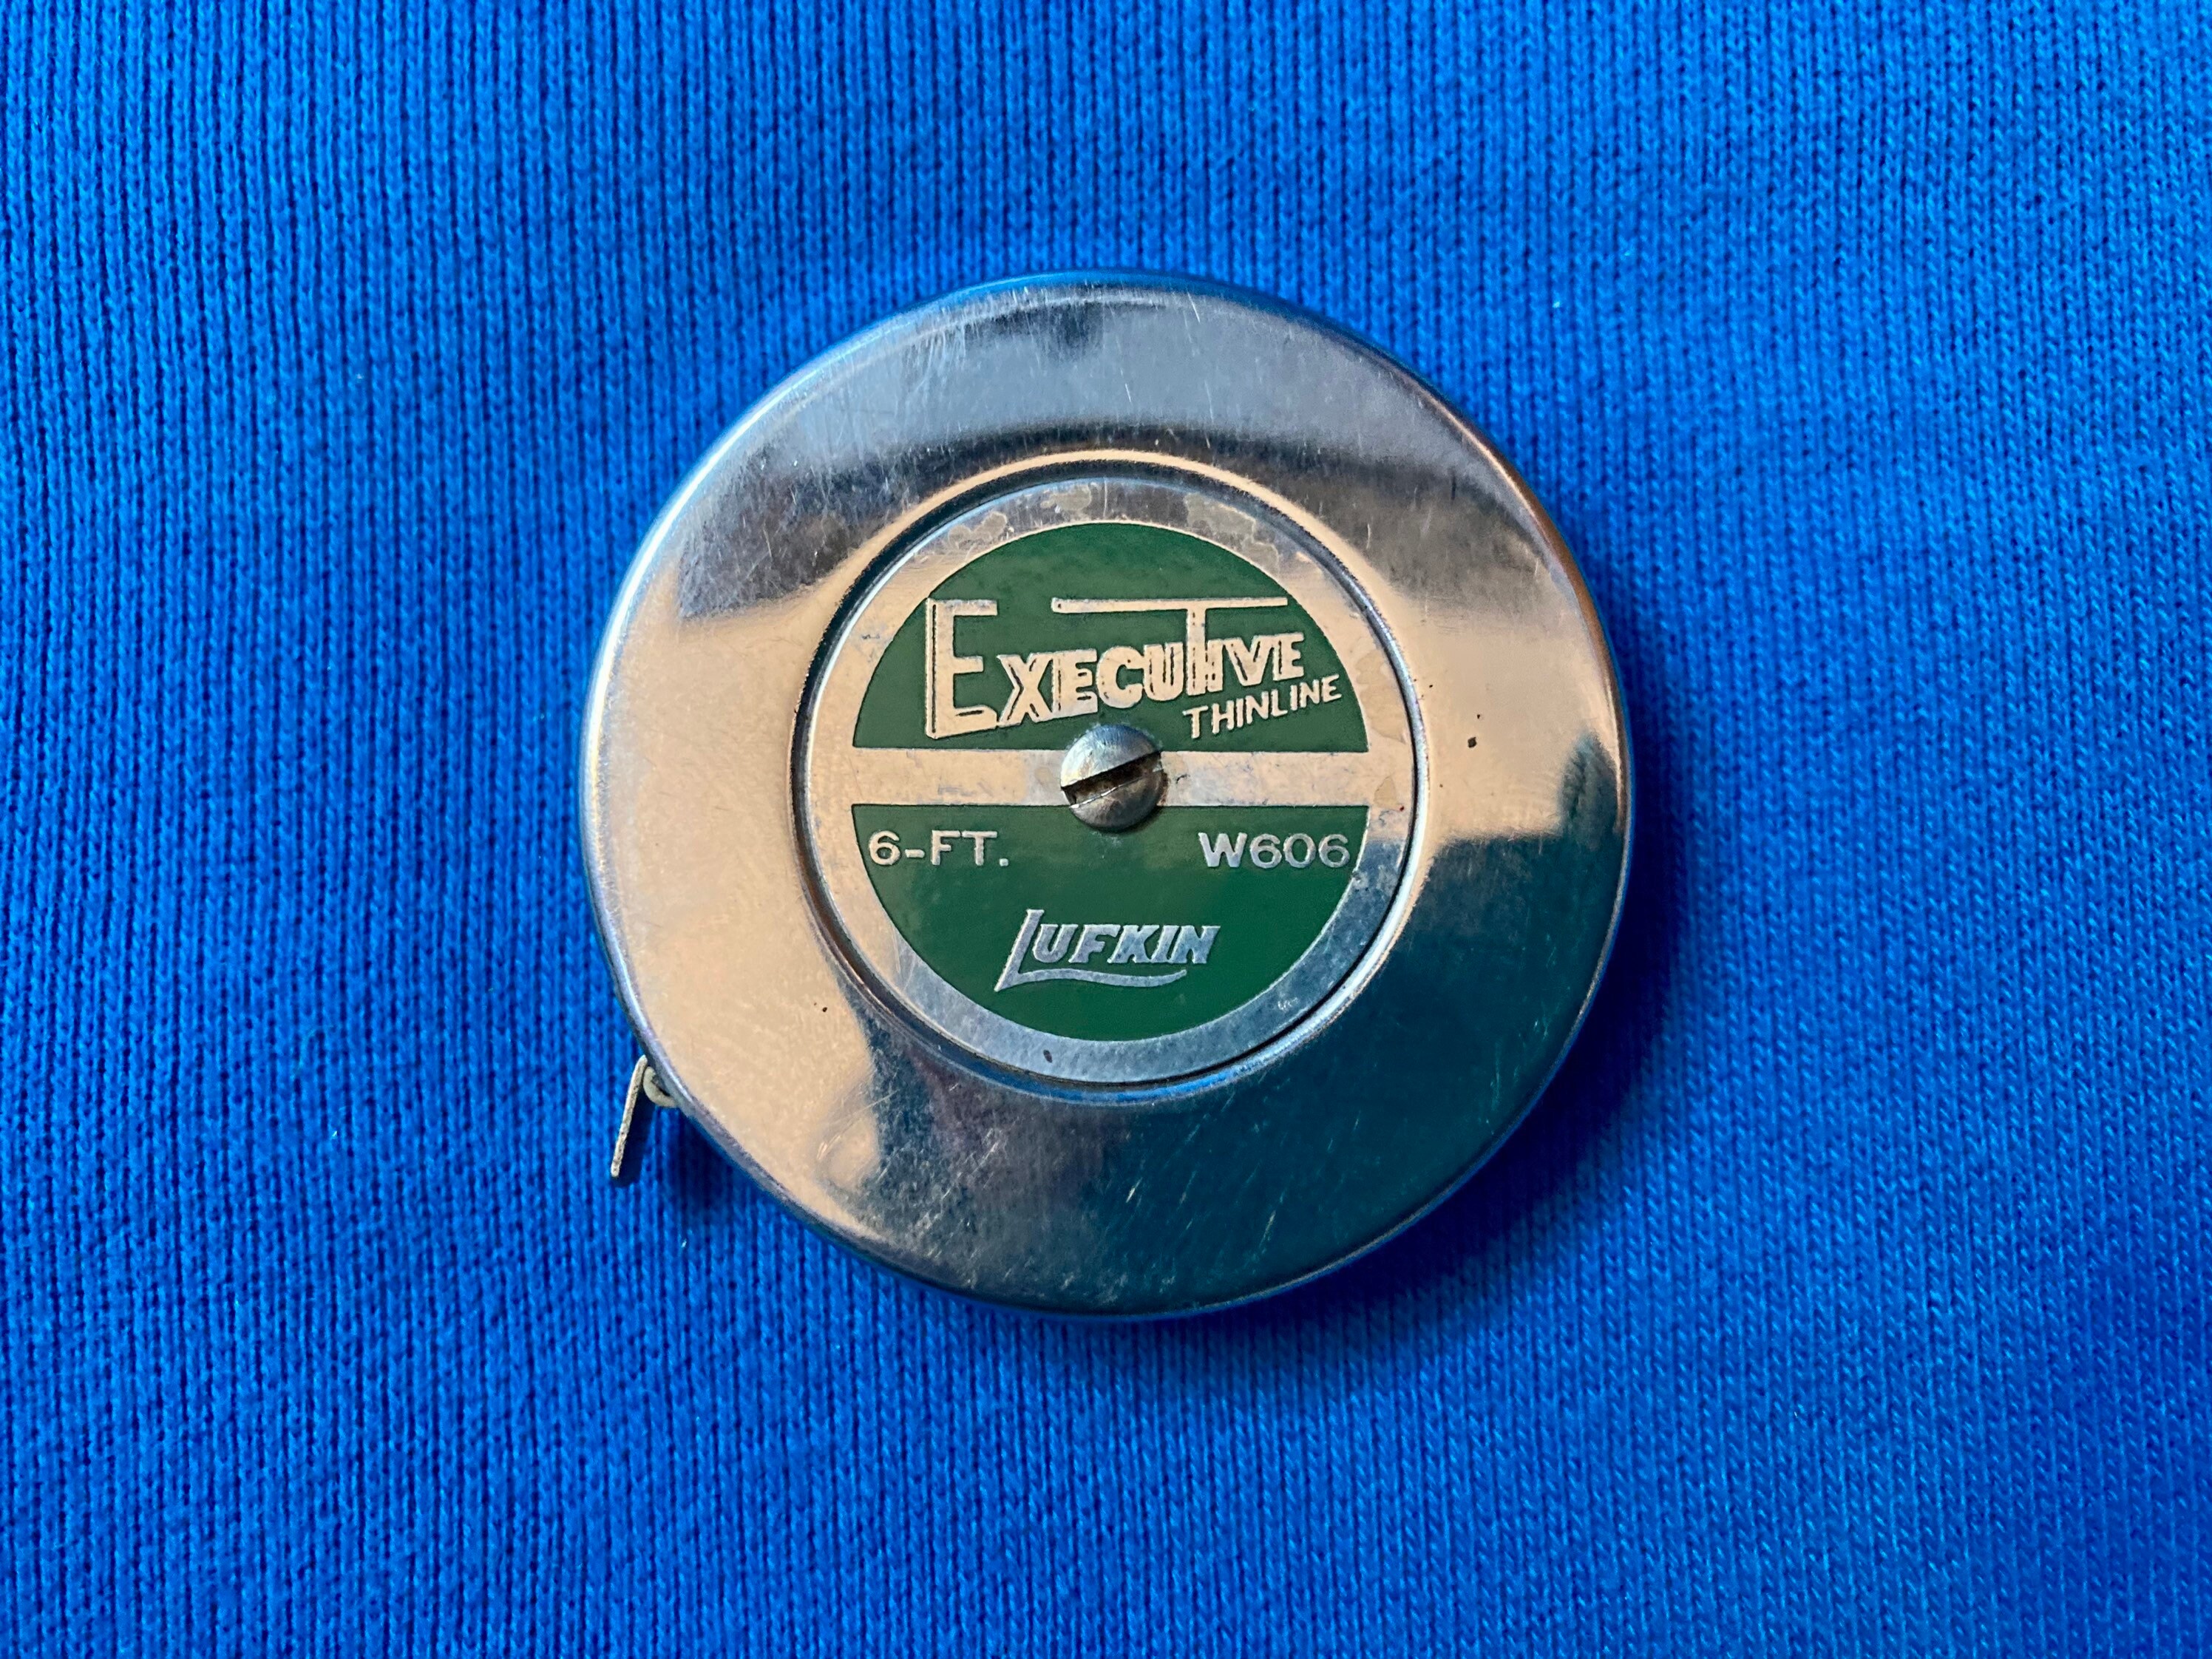 EXECUTIVE
THINLINE
6-FT. W606
LUFKIN